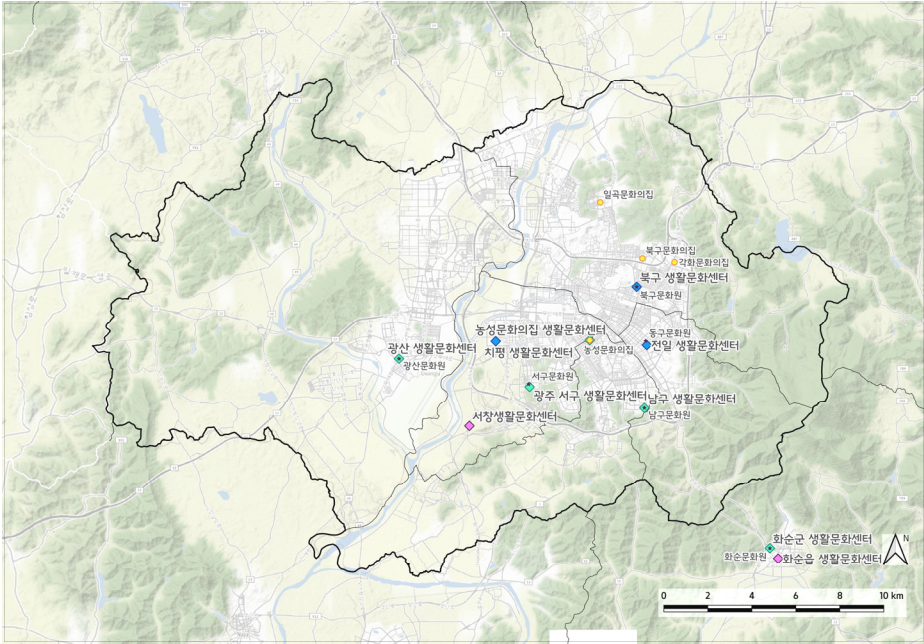 일곡문화의집
북구문화의집
각화문화의집
북구 생활문화센터
북구문화원
농성문화의집 생활문화센터
동구문화원
전일 생활문화센터
치평 생활문화센터
농성문화의집
광산 생활문화센터
광산문화원
서구문화원
광주 서구 생활문화센터
남구 생활문화센터
남구문화원
서창생활문화센터
화순군 생활문화센터
화순문화원
화순읍 생활문화센터
N
0 2 4 6 8 10 km